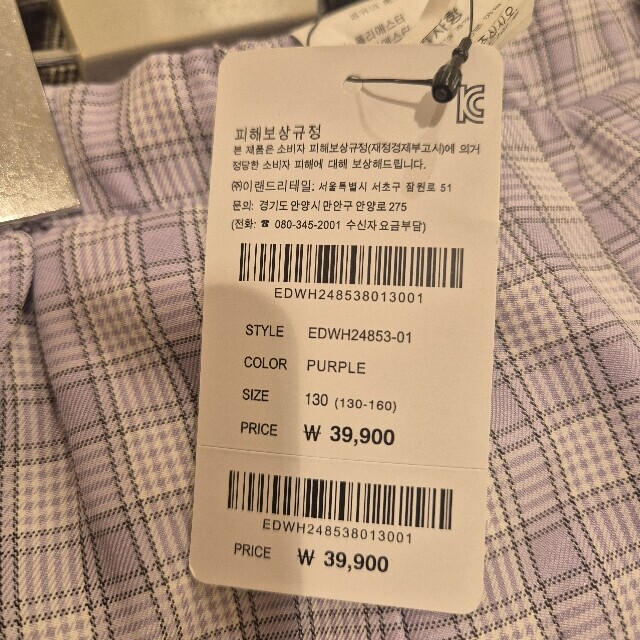 폴리에스터
피해보상규정
본 제품은 소비자 피해보상규정(재정경제부고시)에 의거
정당한 소비자 피해에 대해 보상해드립니다.
㈜이랜드리테일: 서울특별시 서초구 잠원로 51
문의: 경기도 안양시 만안구 안양로 275
(전화: ☎ 080-345-2001 수신자 요금부담)
EDWH248538013001
STYLE EDWH24853-01
COLOR PURPLE
SIZE 130 (130-160)
PRICE ₩ 39,900
EDWH248538013001
PRICE ₩ 39,900